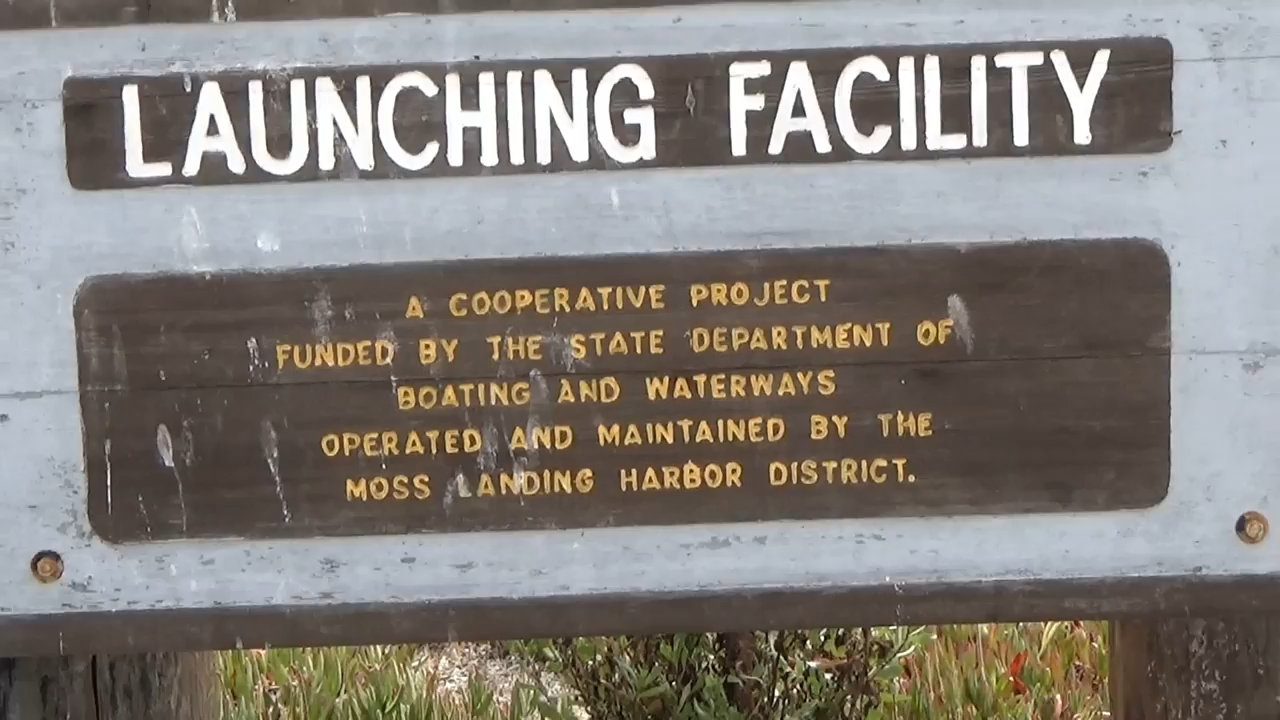 LAUNCHING FACILITY
A COOPERATIVE PROJECT
FUNDED BY THE STATE DEPARTMENT OF
BOATING AND WATERWAYS
OPERATED AND MAINTAINED BY THE
MOSS LANDING HARBOR DISTRICT.